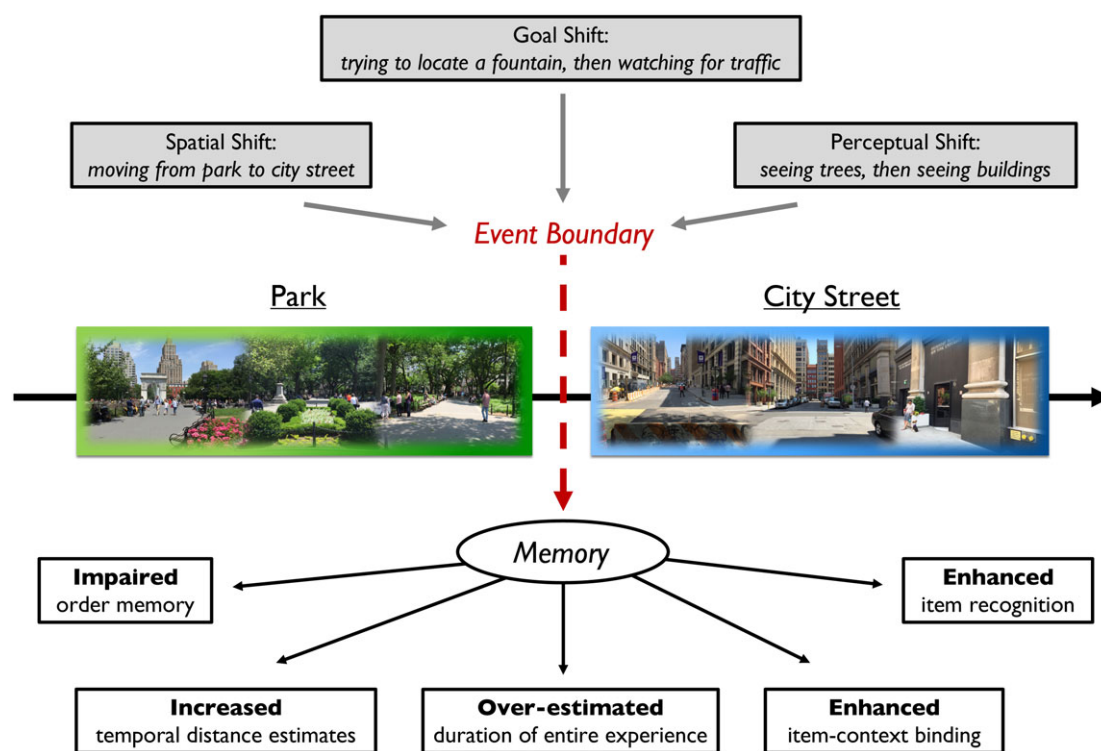 Goal Shift:
trying to locate a fountain, then watching for traffic
Spatial Shift:
moving from park to city street
Perceptual Shift:
seeing trees, then seeing buildings
Event Boundary
Park
City Street
Memory
Impaired
order memory
Enhanced
item recognition
Increased
temporal distance estimates
Over-estimated
duration of entire experience
Enhanced
item-context binding